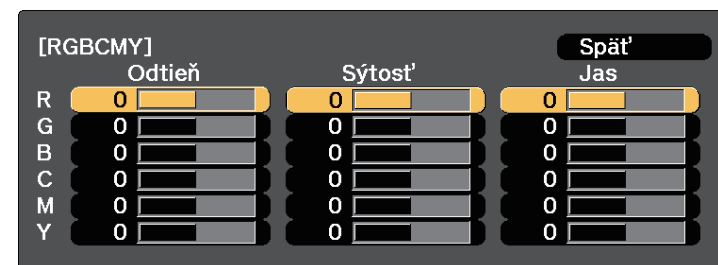 [RGBCMY] Späť
Odtieň Sýtosť Jas
R 0 0 0
G 0 0 0
B 0 0 0
C 0 0 0
M 0 0 0
Y 0 0 0